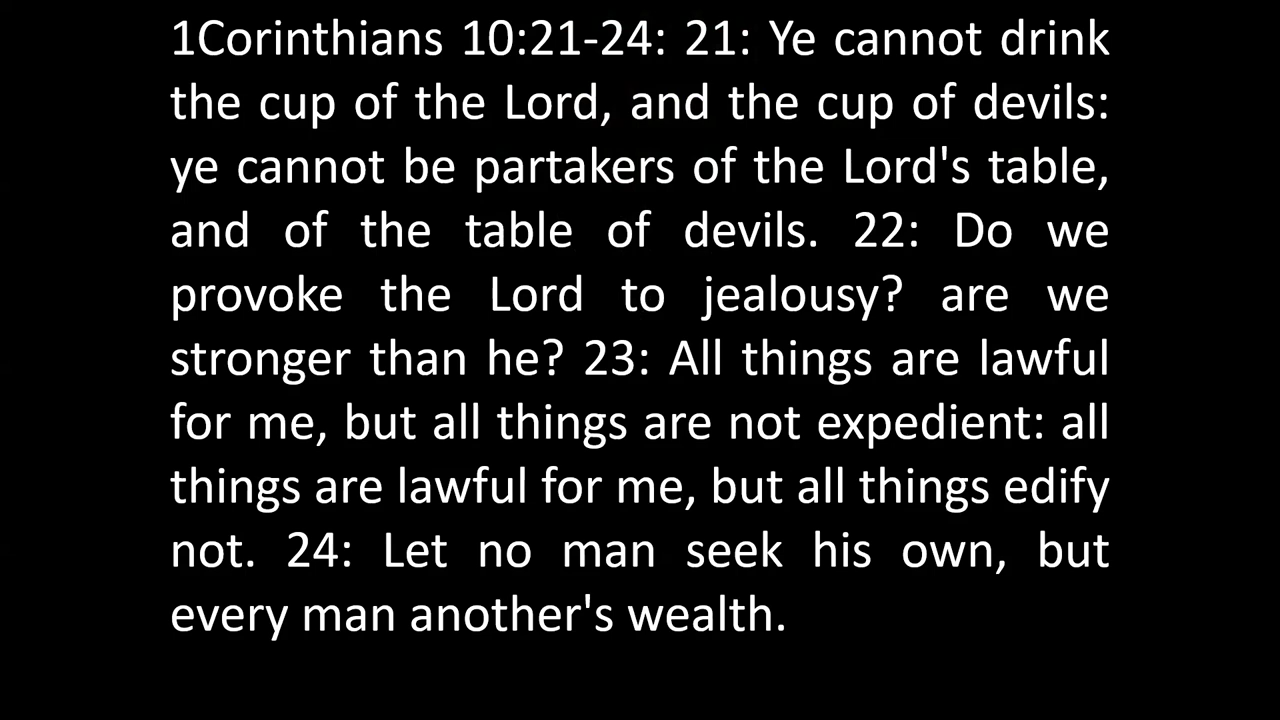 1Corinthians 10:21-24: 21: Ye cannot drink
the cup of the Lord, and the cup of devils:
ye cannot be partakers of the Lord's table,
and of the table of devils. 22: Do we
provoke the Lord to jealousy? are we
stronger than he? 23: All things are lawful
for me, but all things are not expedient: all
things are lawful for me, but all things edify
not. 24: Let no man seek his own, but
every man another's wealth.